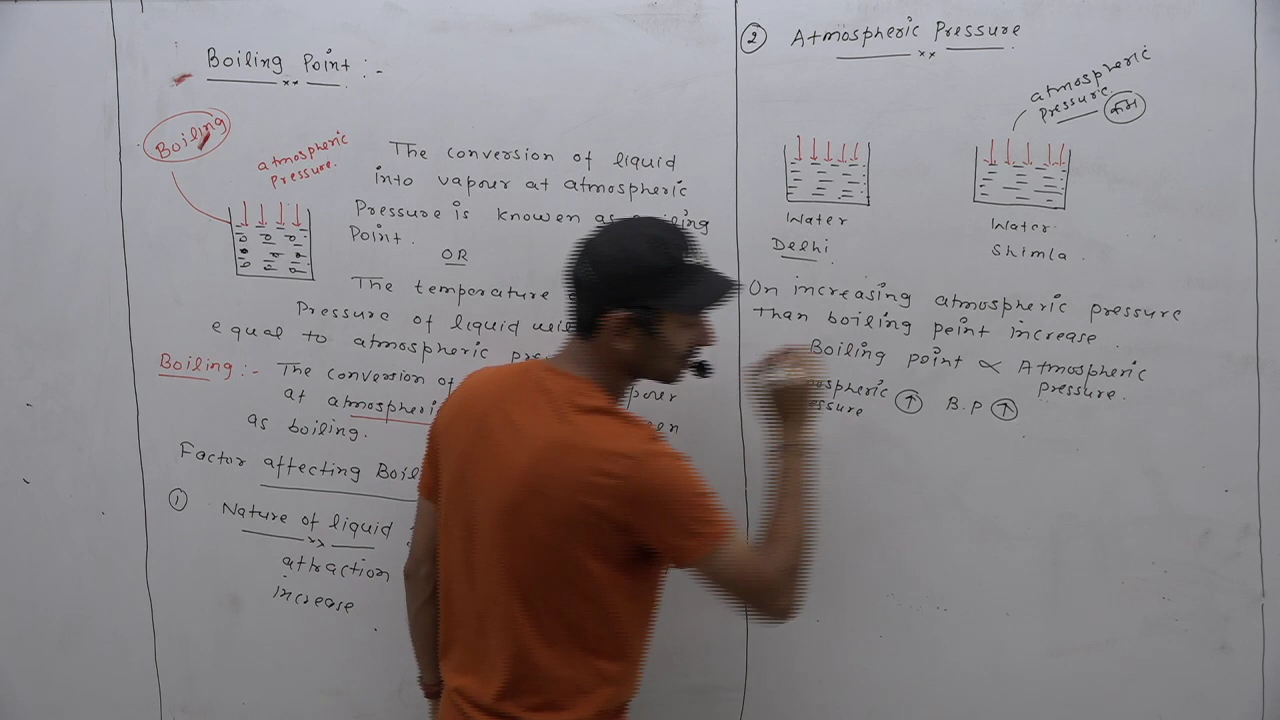 Boiling Point :-
Boiling
atmospheric
Pressure.
The conversion of liquid
into vapour at atmospheric
Pressure is knowen as
Point.
OR
The temperature
Pressure of liquid
equal to atmospheric
Boiling :- The conversion of
at atmospheric
as boiling.
Factor affecting
① Nature of liquid
attraction
increase
② Atmospheric Pressure
atmospheric
Pressure. कम
Water
Delhi
Water
Shimla.
On increasing atmospheric pressure
than boiling peint increase.
Boiling point ∝ Atmospheric
Pressure.
↑ B.P ↑